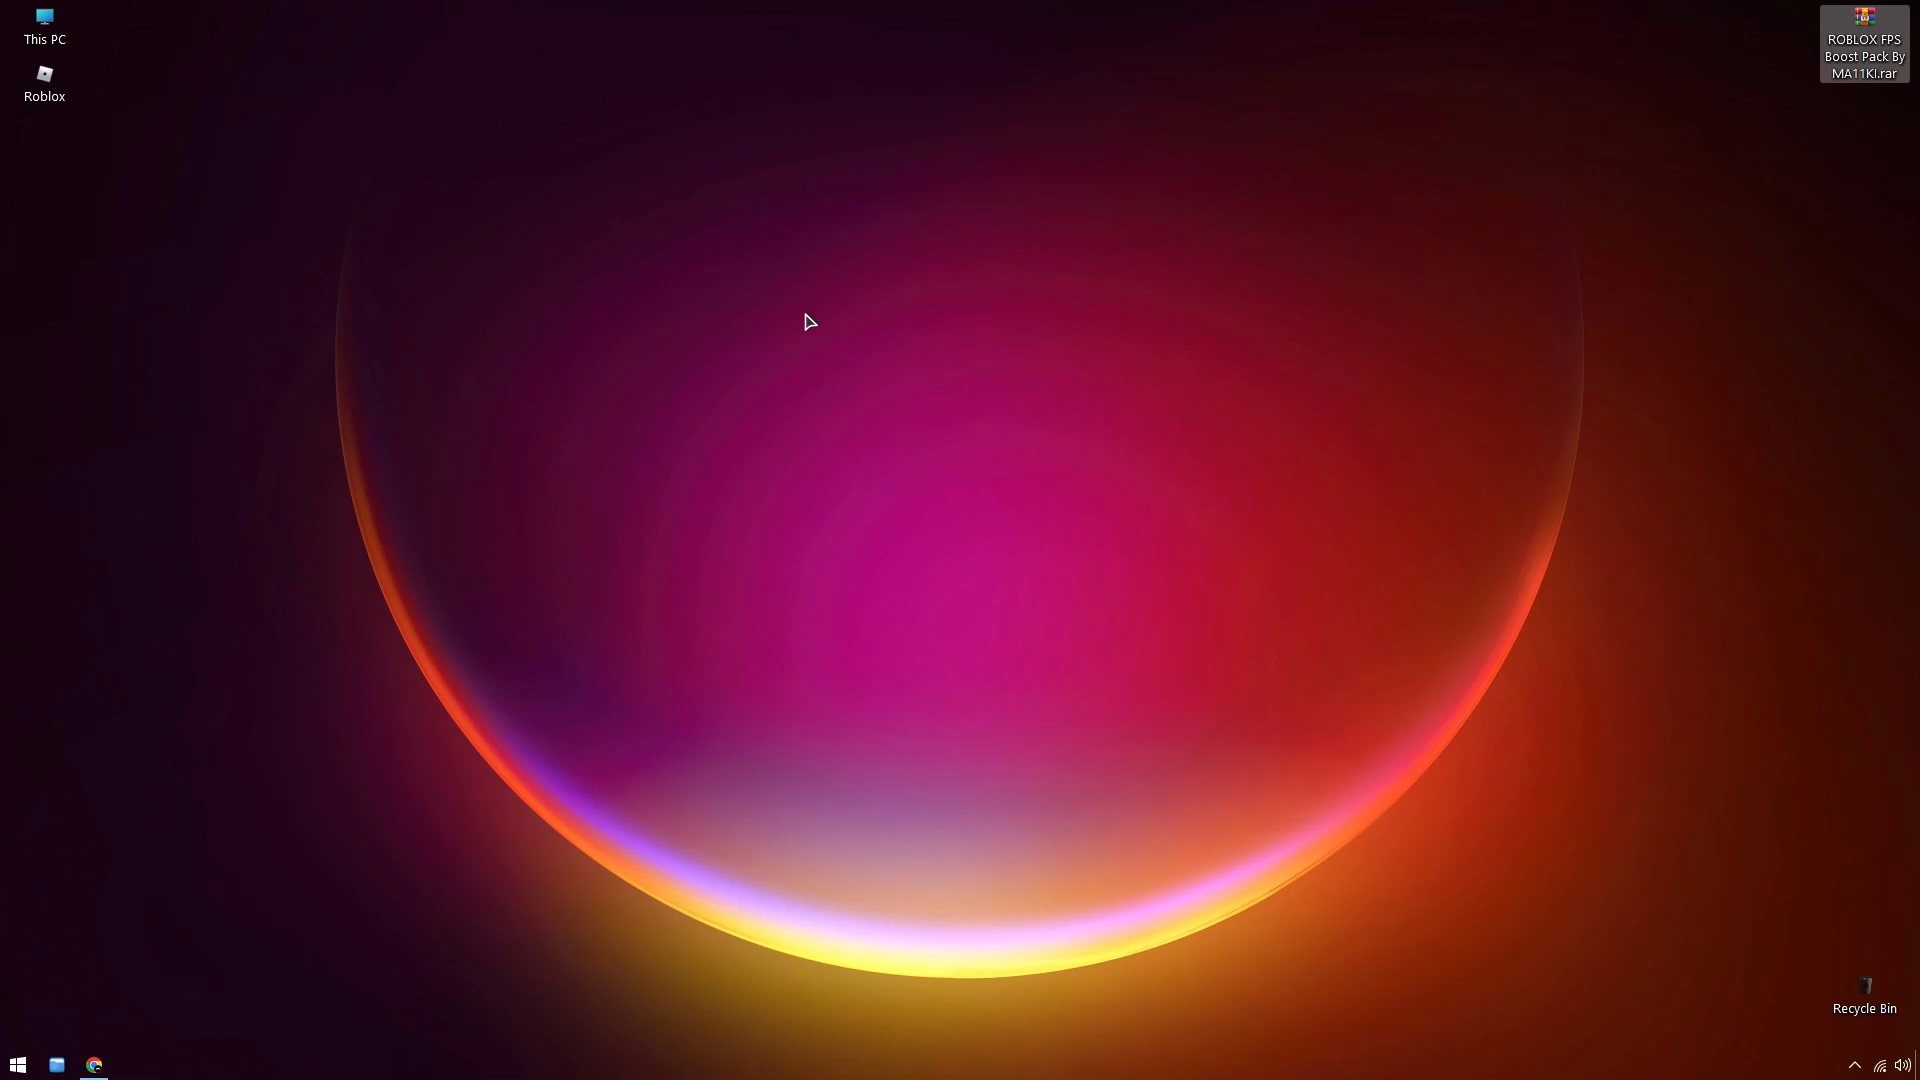 This PC
Roblox
ROBLOX FPS
Boost Pack By
MA11KI.rar
Recycle Bin